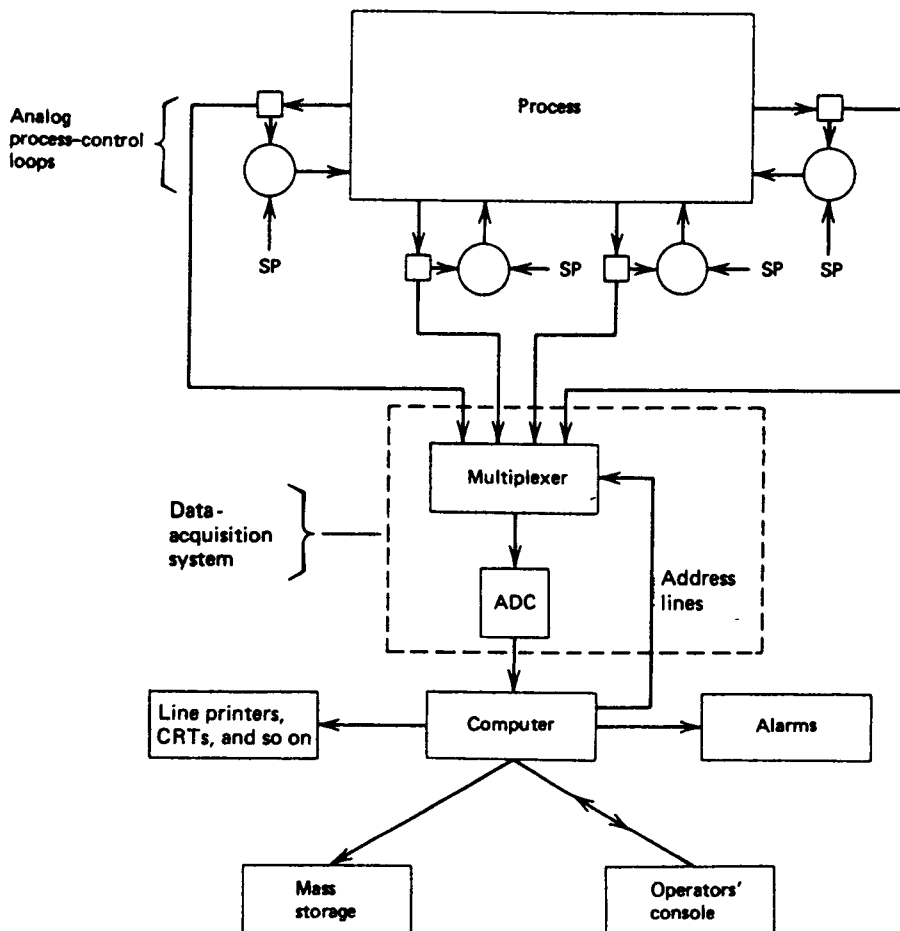 Process
Analog
process-control
loops
SP
SP
SP
SP
Multiplexer
Data-
acquisition
system
ADC
Address
lines
Line printers,
CRTs, and so on
Computer
Alarms
Mass
storage
Operators'
console